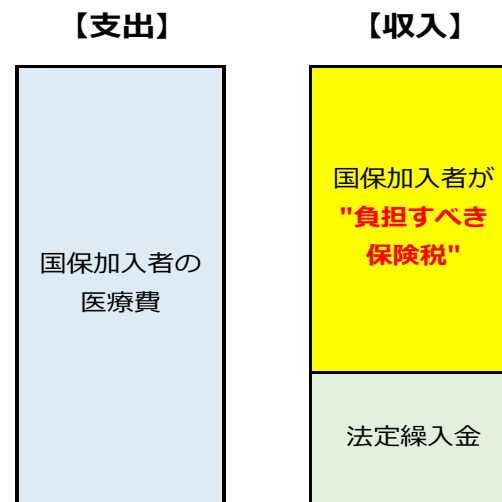 【支出】
【収入】
国保加入者の
医療費
国保加入者が
"負担すべき
保険税"
法定繰入金